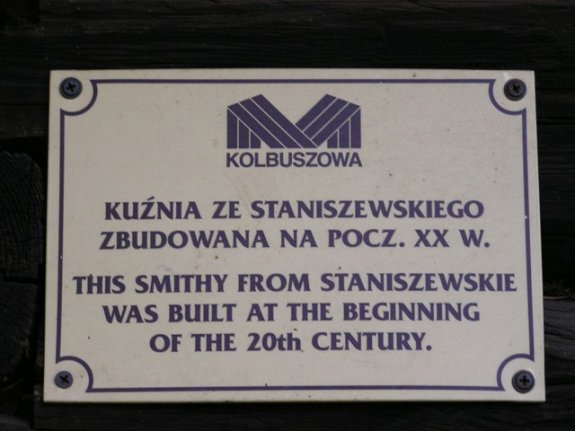 KOLBUSZOWA
KUŹNIA ZE STANISZEWSKIEGO
ZBUDOWANA NA POCZ. XX W.
THIS SMITHY FROM STANISZEWSKIE
WAS BUILT AT THE BEGINNING
OF THE 20th CENTURY.